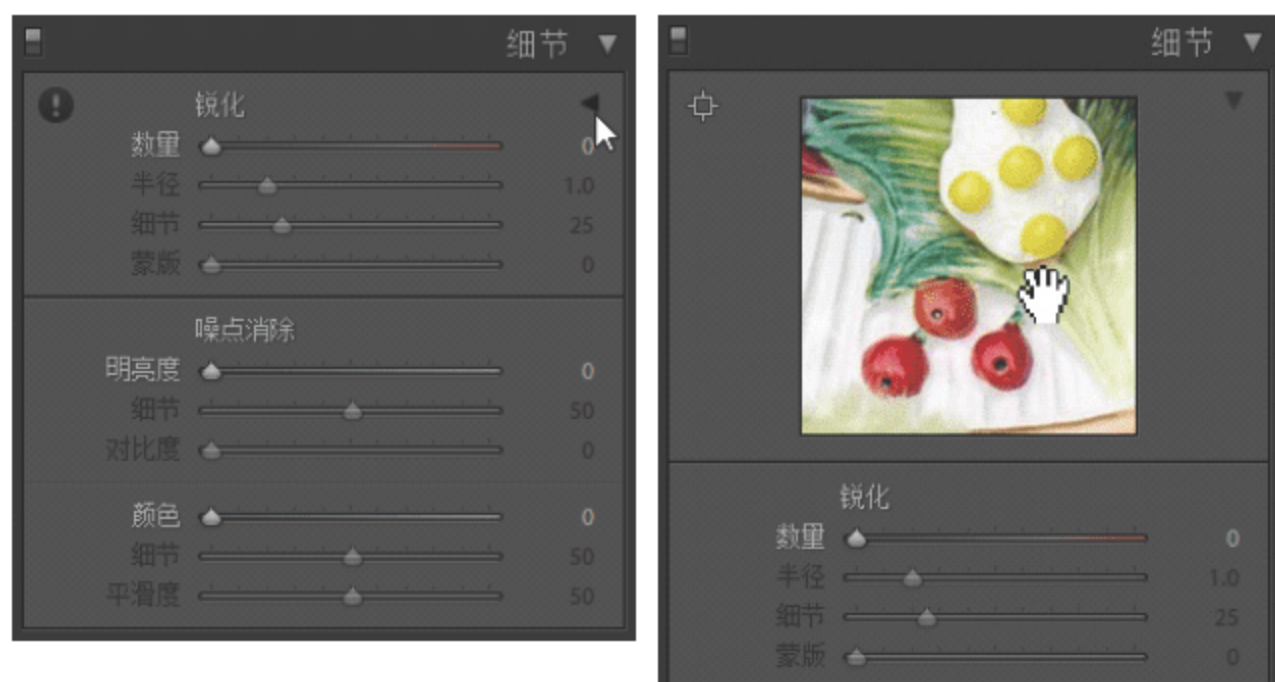 细节
锐化
数量 0
半径 1.0
细节 25
蒙版 0
噪点消除
明亮度 0
细节 50
对比度 0
颜色 0
细节 50
平滑度 50
细节
锐化
数量 0
半径 1.0
细节 25
蒙版 0